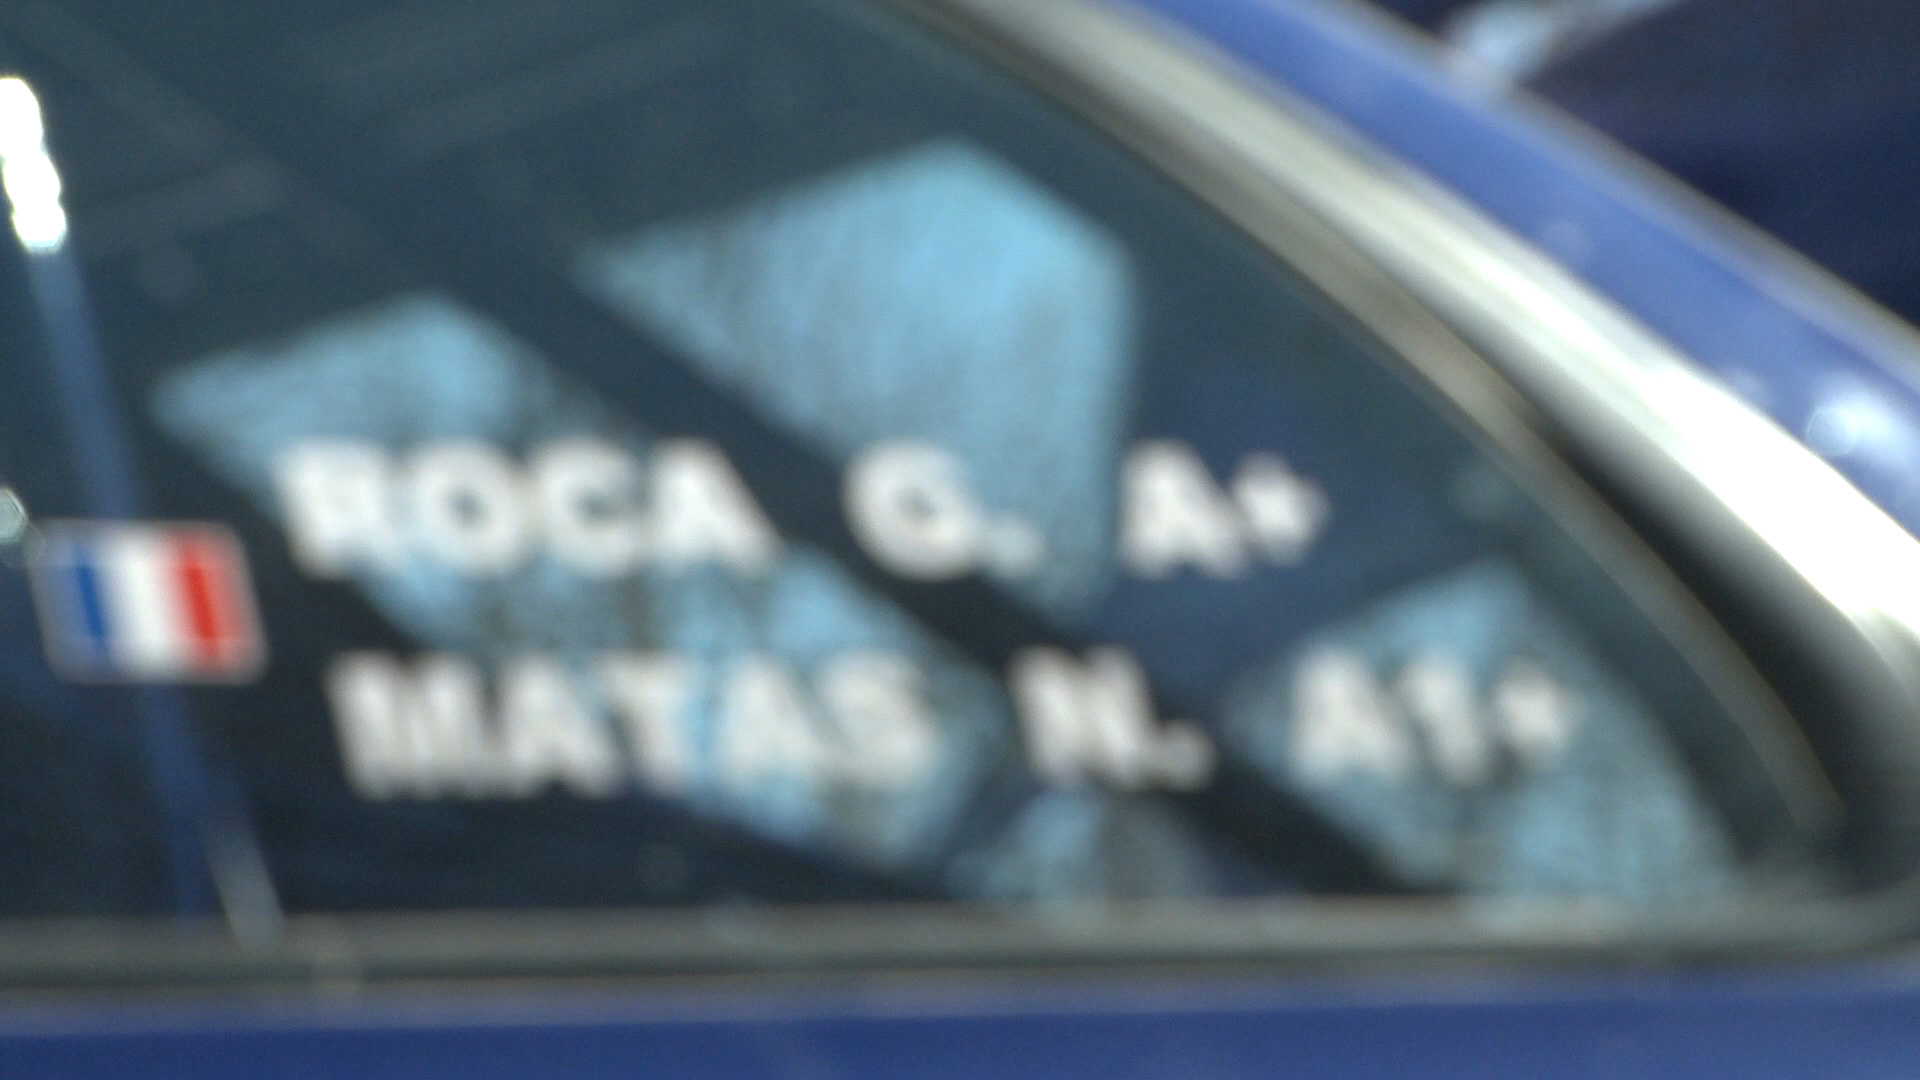 ROCA G. A+
MATAS N. A1+